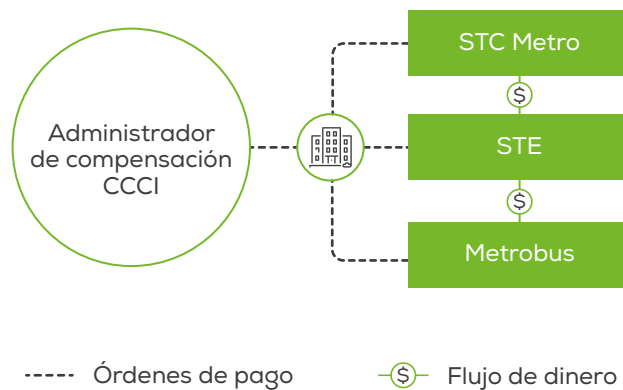 Administrador
de compensación
CCCI
STC Metro
$
STE
$
Metrobus
Órdenes de pago
$ Flujo de dinero